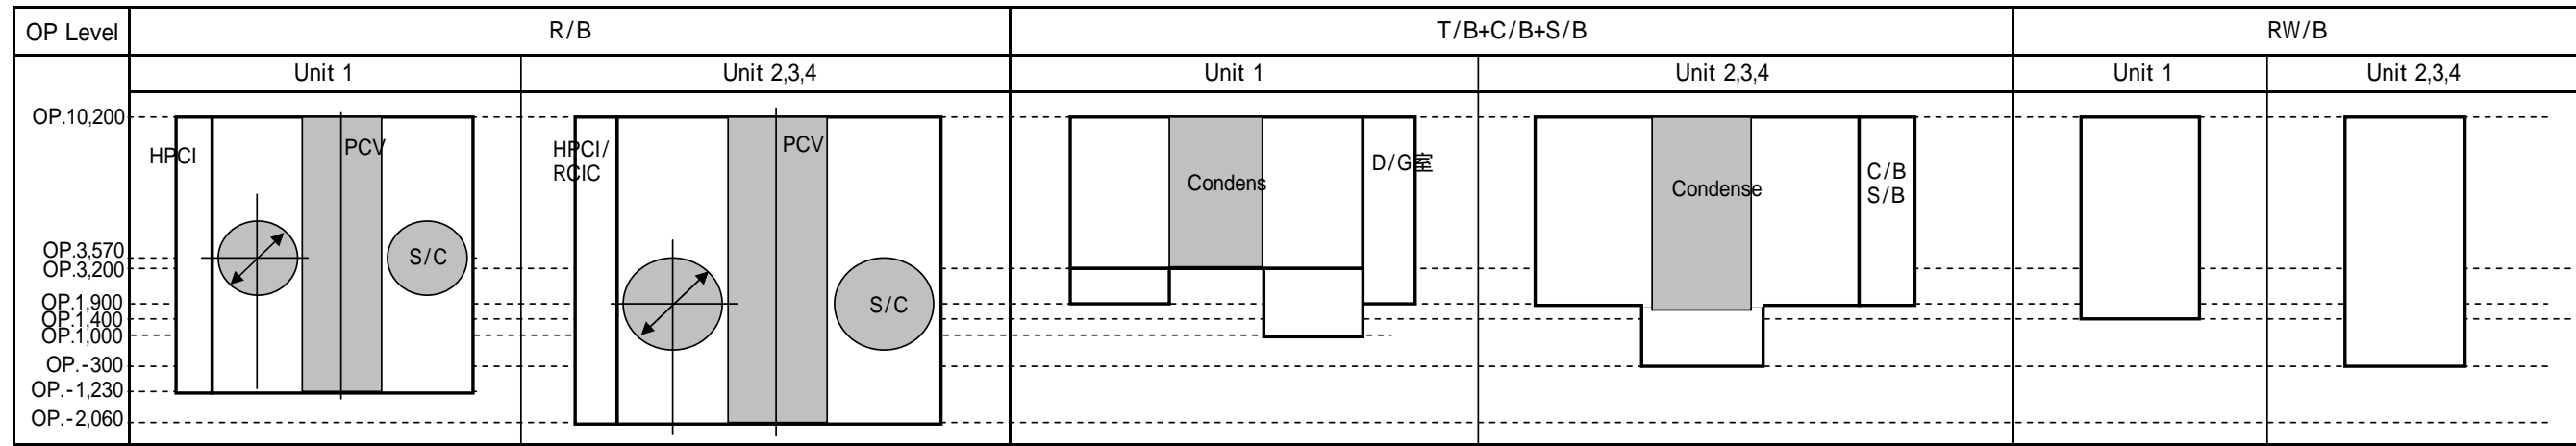 OP Level
R/B
T/B+C/B+S/B
RW/B
Unit 1
Unit 2,3,4
Unit 1
Unit 2,3,4
Unit 1
Unit 2,3,4
OP.10,200
OP.3,570
OP.3,200
OP.1,900
OP.1,400
OP.1,000
OP.-300
OP.-1,230
OP.-2,060
HPCI
PCV
S/C
HPCI/
RCIC
PCV
S/C
Condens
D/G室
Condense
C/B
S/B